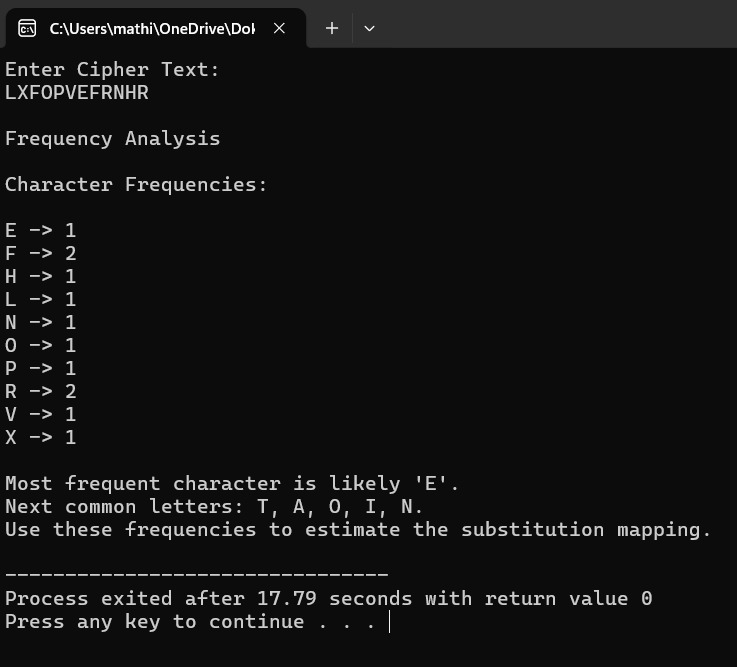 C:\Users\mathi\OneDrive\Dok
Enter Cipher Text:
LXFOPVEFRNHR
Frequency Analysis
Character Frequencies:
E -> 1
F -> 2
H -> 1
L -> 1
N -> 1
O -> 1
P -> 1
R -> 2
V -> 1
X -> 1
Most frequent character is likely 'E'.
Next common letters: T, A, O, I, N.
Use these frequencies to estimate the substitution mapping.
--------------------------------
Process exited after 17.79 seconds with return value 0
Press any key to continue . . .